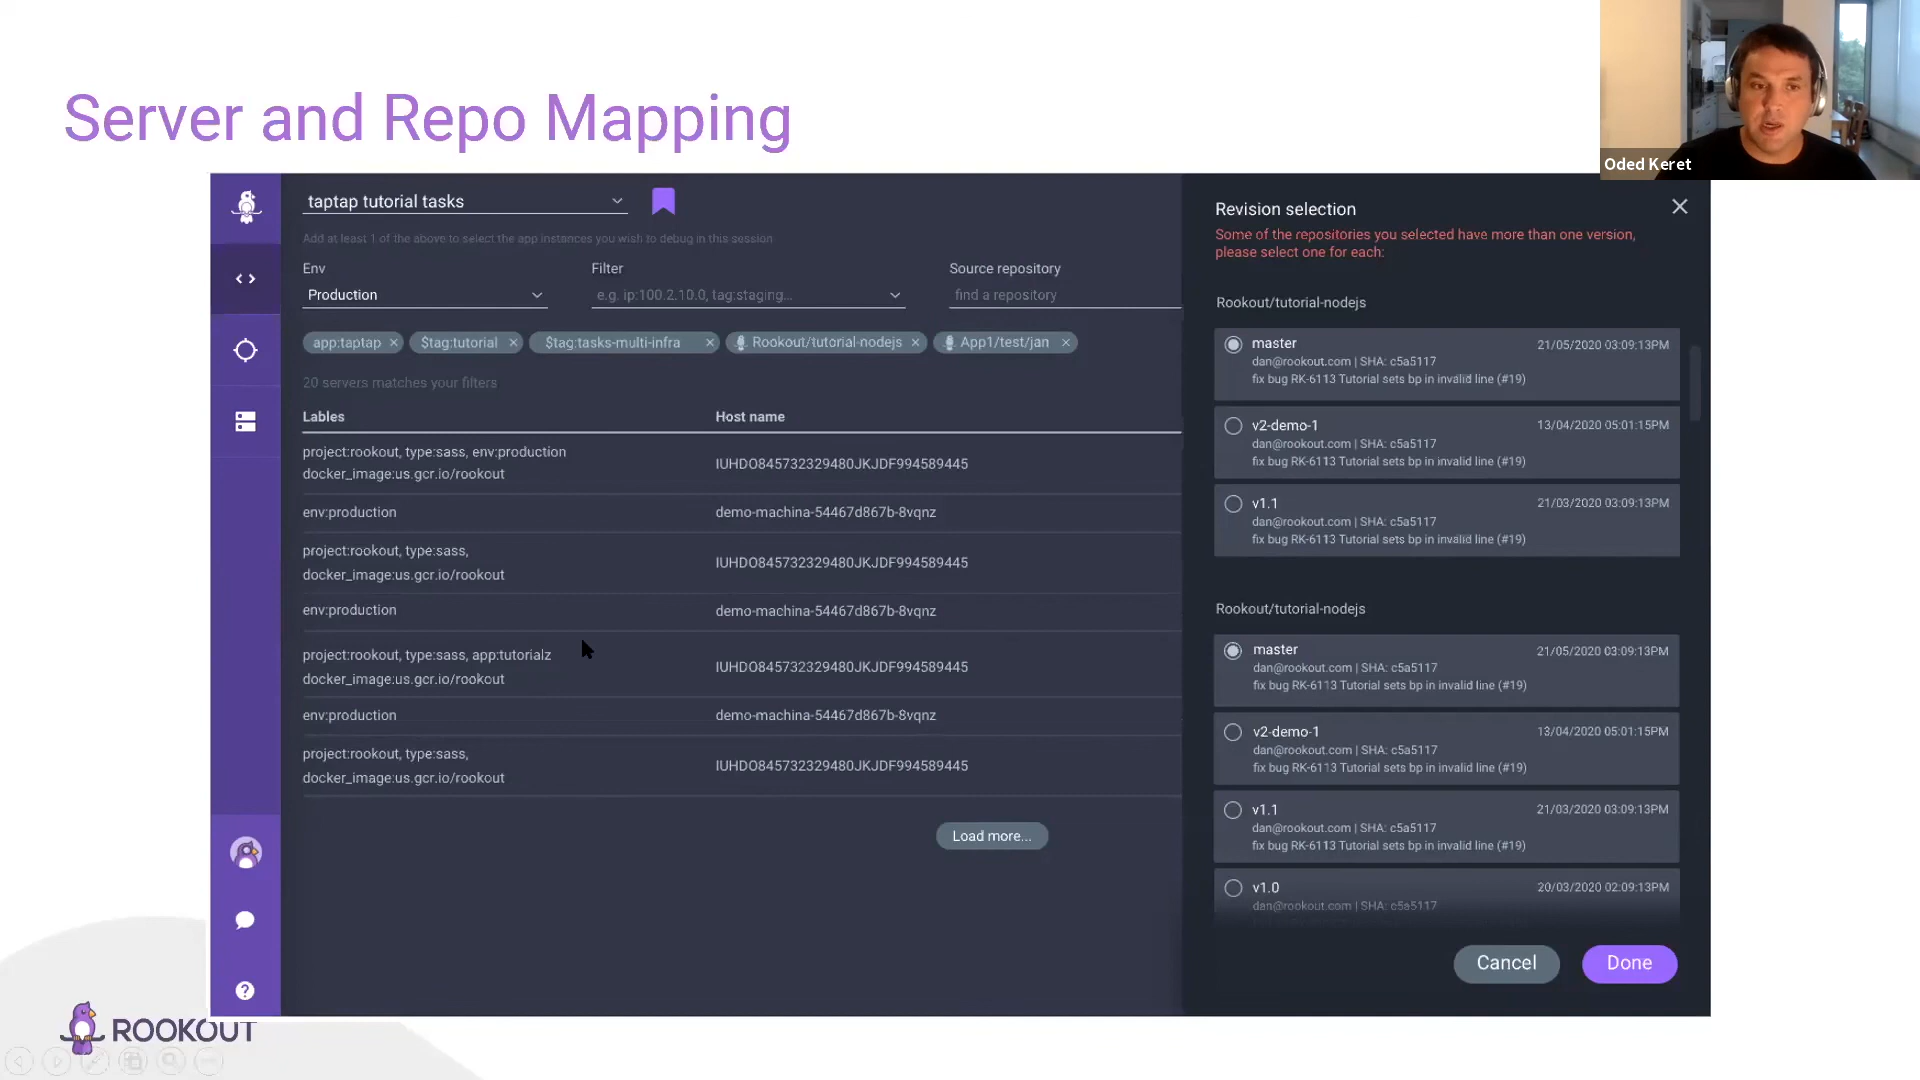 Server and Repo Mapping
Oded Keret
taptap tutorial tasks
Add at least 1 of the above to select the app instances you wish to debug in this session
Env
Filter
Source repository
Production
e.g. ip:100.2.10.0, tag:staging...
find a repository
app:taptap ×
$tag:tutorial ×
$tag:tasks-multi-infra ×
Rookout/tutorial-nodejs ×
App1/test/jan ×
20 servers matches your filters
Lables
Host name
project:rookout, type:sass, env:production
docker_image:us.gcr.io/rookout
IUHDO845732329480JKJDF994589445
env:production
demo-machina-54467d867b-8vqnz
project:rookout, type:sass,
docker_image:us.gcr.io/rookout
IUHDO845732329480JKJDF994589445
env:production
demo-machina-54467d867b-8vqnz
project:rookout, type:sass, app:tutorialz
docker_image:us.gcr.io/rookout
IUHDO845732329480JKJDF994589445
env:production
demo-machina-54467d867b-8vqnz
project:rookout, type:sass,
docker_image:us.gcr.io/rookout
IUHDO845732329480JKJDF994589445
Load more...
Revision selection
Some of the repositories you selected have more than one version,
please select one for each:
Rookout/tutorial-nodejs
master
21/05/2020 03:09:13PM
dan@rookout.com | SHA: c5a5117
fix bug RK-6113 Tutorial sets bp in invalid line (#19)
v2-demo-1
13/04/2020 05:01:15PM
dan@rookout.com | SHA: c5a5117
fix bug RK-6113 Tutorial sets bp in invalid line (#19)
v1.1
21/03/2020 03:09:13PM
dan@rookout.com | SHA: c5a5117
fix bug RK-6113 Tutorial sets bp in invalid line (#19)
Rookout/tutorial-nodejs
master
21/05/2020 03:09:13PM
dan@rookout.com | SHA: c5a5117
fix bug RK-6113 Tutorial sets bp in invalid line (#19)
v2-demo-1
13/04/2020 05:01:15PM
dan@rookout.com | SHA: c5a5117
fix bug RK-6113 Tutorial sets bp in invalid line (#19)
v1.1
21/03/2020 03:09:13PM
dan@rookout.com | SHA: c5a5117
fix bug RK-6113 Tutorial sets bp in invalid line (#19)
v1.0
20/03/2020 02:09:13PM
dan@rookout.com | SHA: c5a5117
Cancel
Done
ROOKOUT